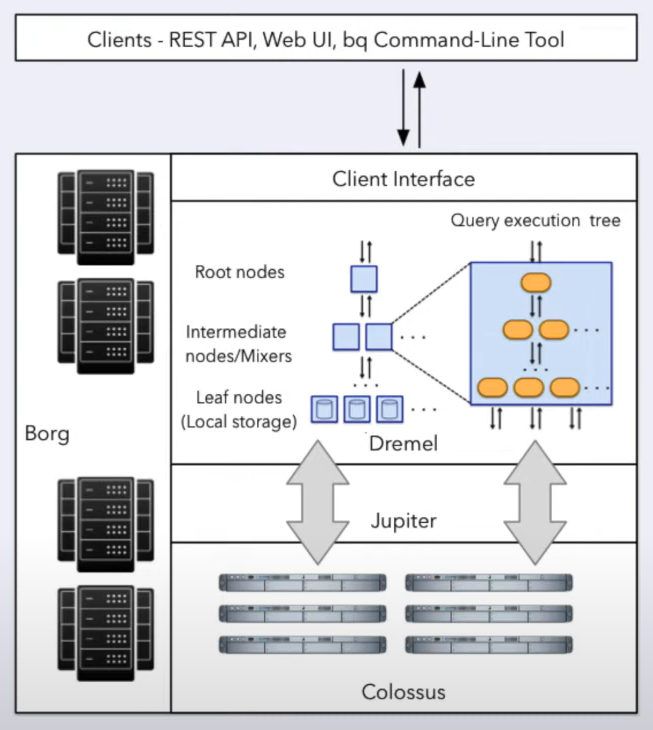 Clients - REST API, Web UI, bq Command-Line Tool
Client Interface
Query execution tree
Root nodes
Intermediate
nodes/Mixers
Leaf nodes
(Local storage)
Dremel
Borg
Jupiter
Colossus